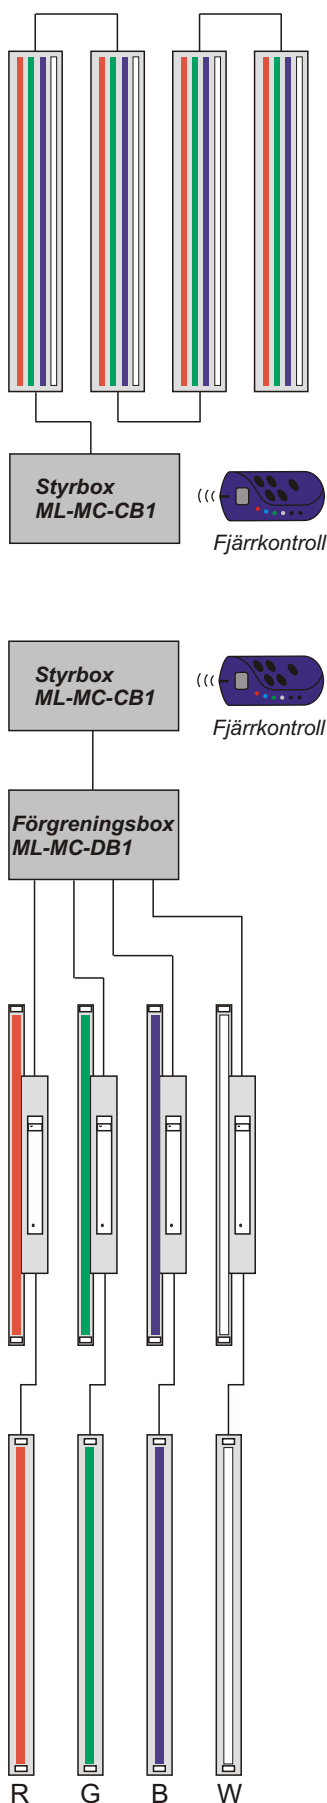 Styrbox
ML-MC-CB1
Fjärrkontroll
Styrbox
ML-MC-CB1
Fjärrkontroll
Förgreningsbox
ML-MC-DB1
R G B W